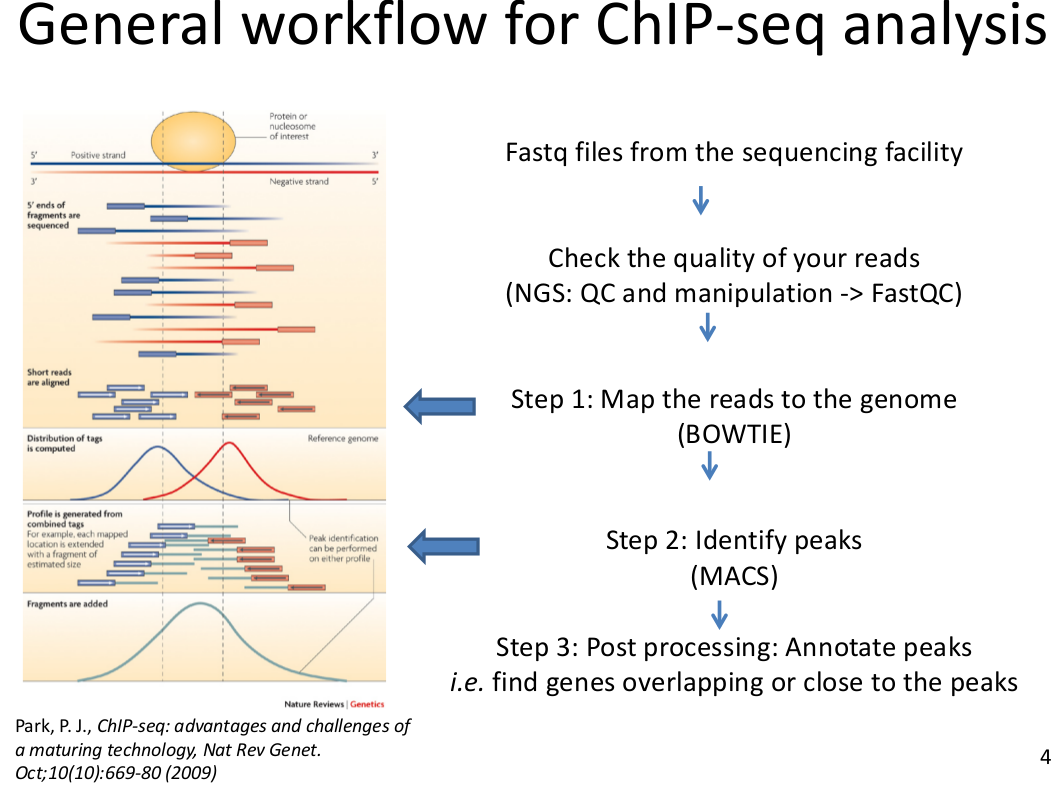 General workflow for ChIP-seq analysis
Protein or
nucleosome
of interest
5' Positive strand 3'
3' Negative strand 5'
5' ends of
fragments are
sequenced
Short reads
are aligned
Distribution of tags
is computed
Reference genome
Profile is generated from
combined tags
For example, each mapped
location is extended
with a fragment of
estimated size
Peak identification
can be performed
on either profile
Fragments are added
Nature Reviews | Genetics
Park, P. J., ChIP-seq: advantages and challenges of
a maturing technology, Nat Rev Genet.
Oct;10(10):669-80 (2009)
Fastq files from the sequencing facility
Check the quality of your reads
(NGS: QC and manipulation -> FastQC)
Step 1: Map the reads to the genome
(BOWTIE)
Step 2: Identify peaks
(MACS)
Step 3: Post processing: Annotate peaks
i.e. find genes overlapping or close to the peaks
4